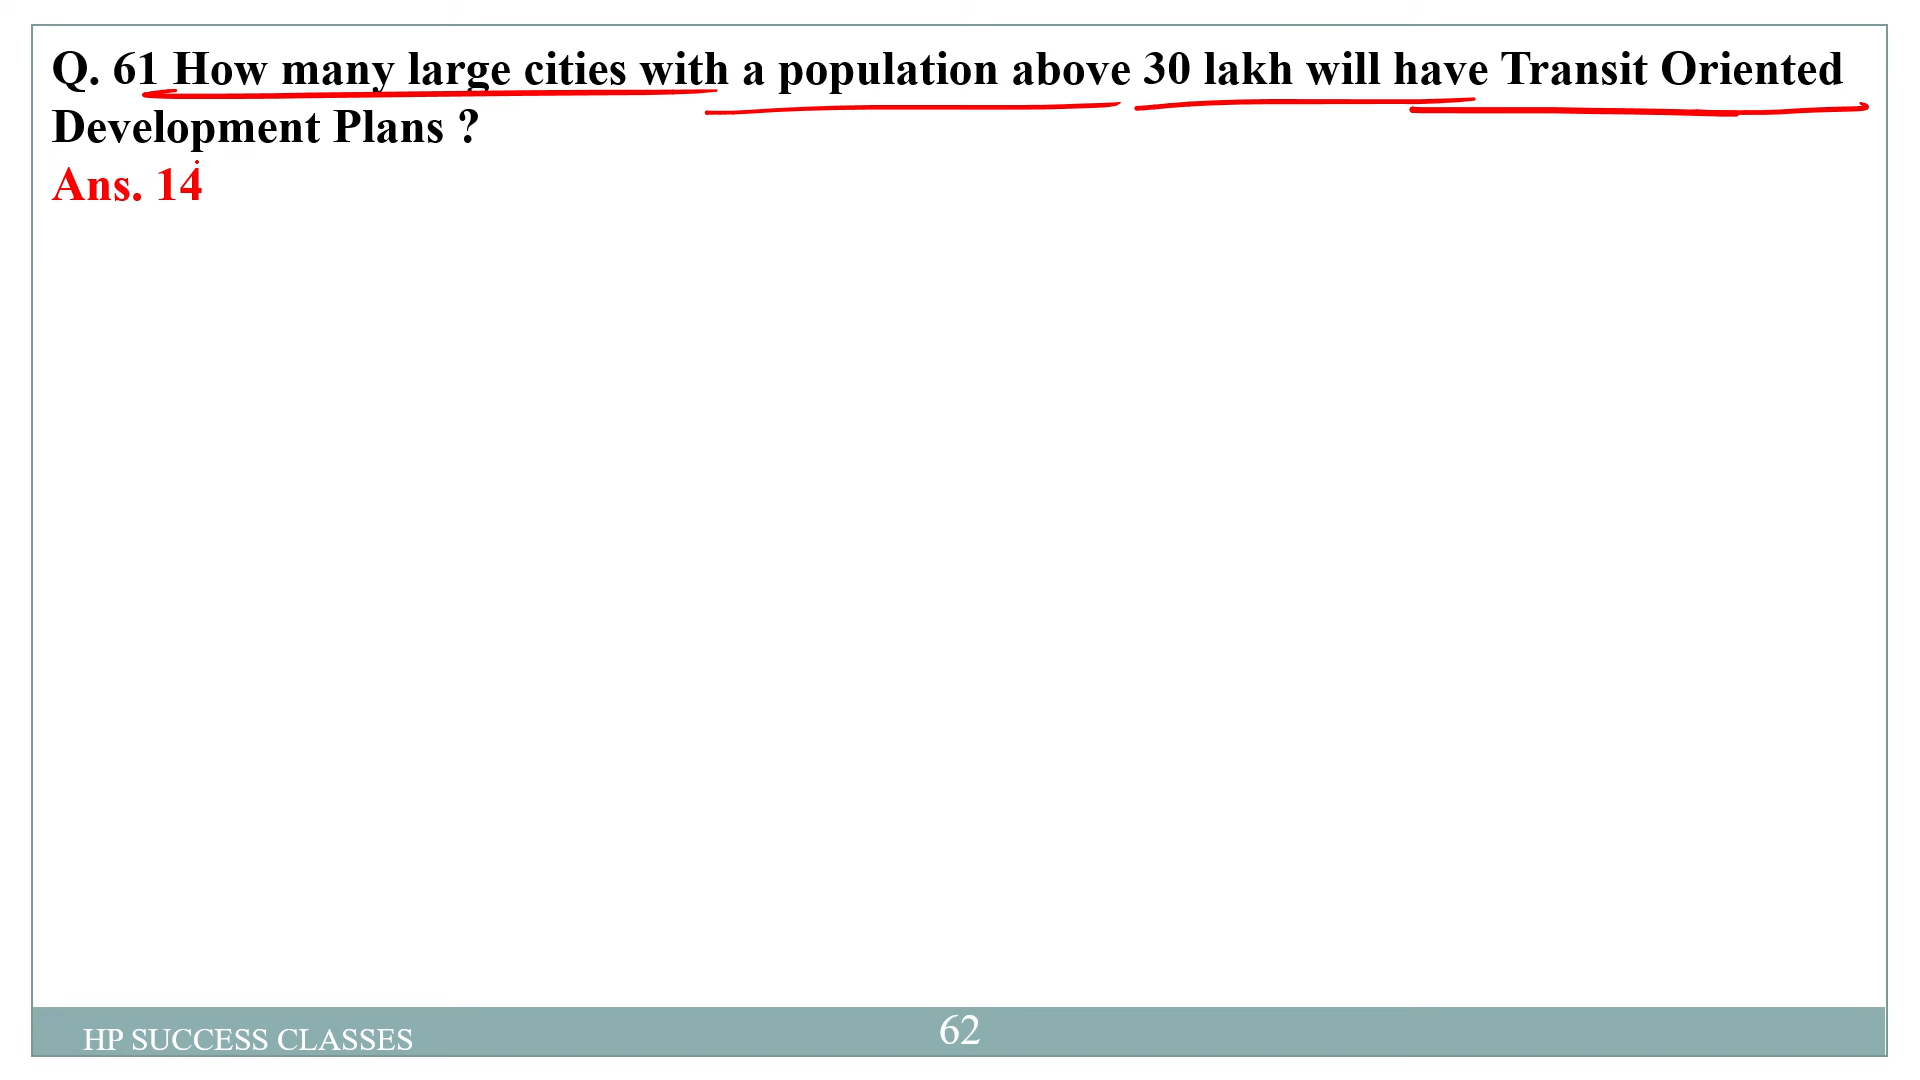 Q. 61 How many large cities with a population above 30 lakh will have Transit Oriented
Development Plans ?
Ans. 14
HP SUCCESS CLASSES
62